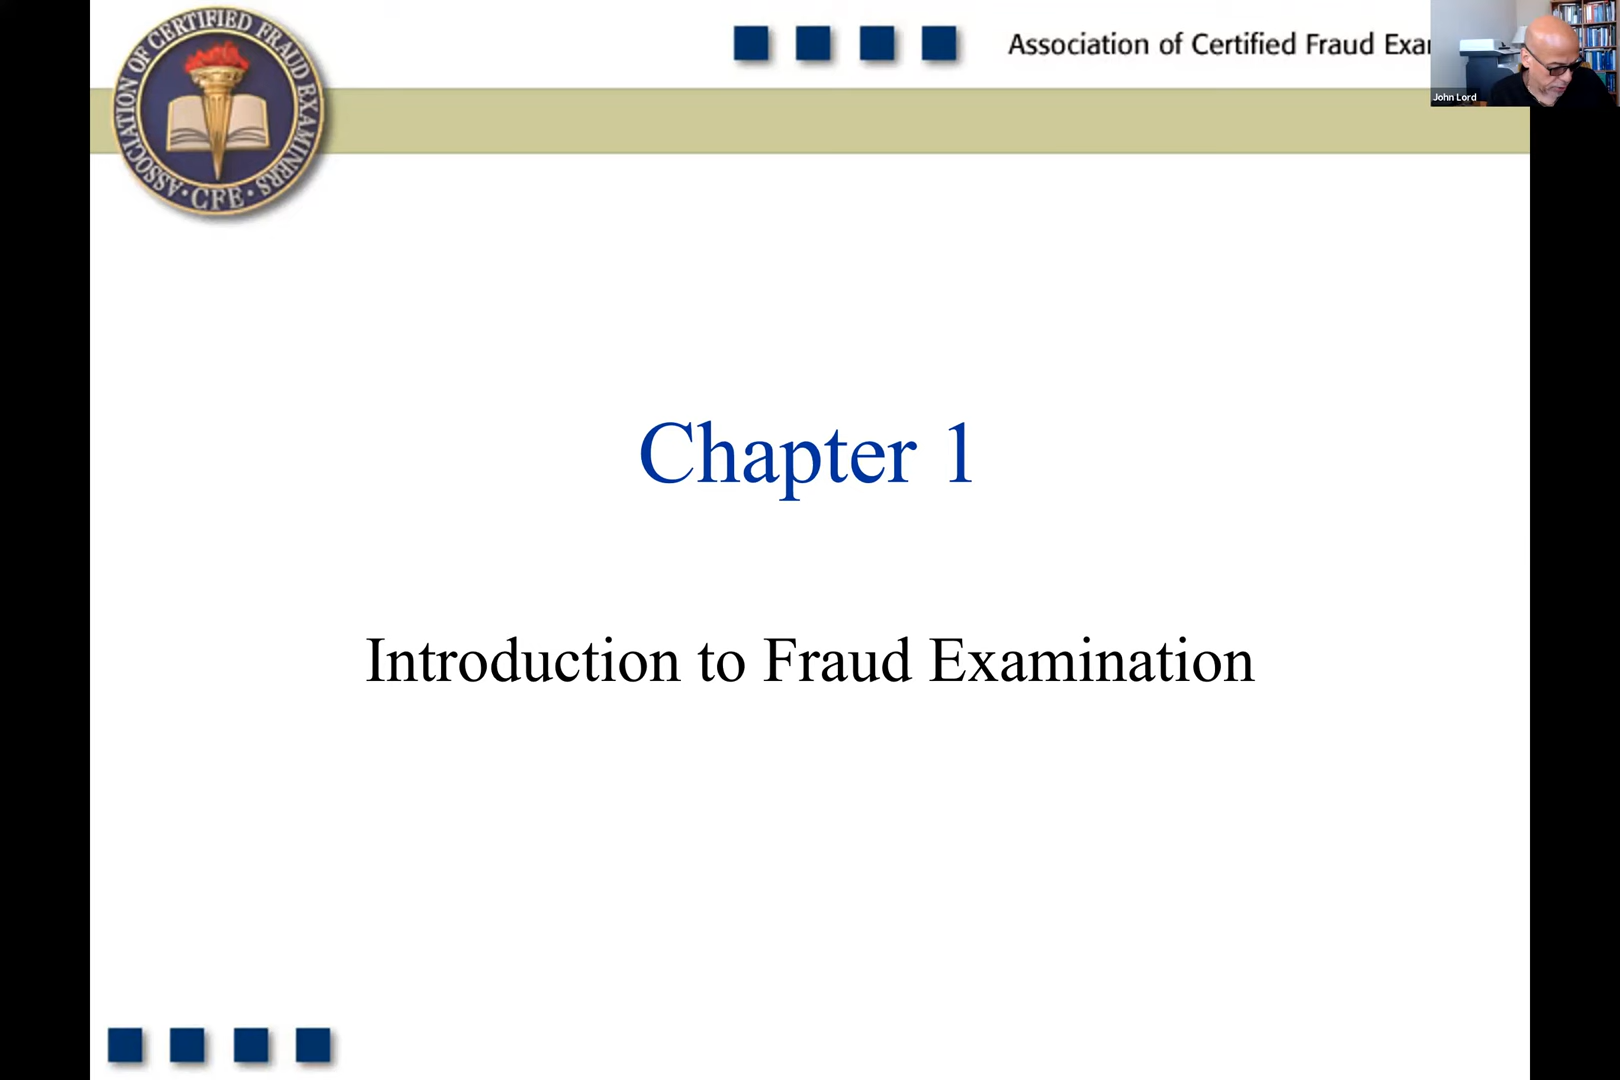 ASSOCIATION OF CERTIFIED FRAUD EXAMINERS
· CFE ·
Association of Certified Fraud Exa
John Lord
Chapter 1
Introduction to Fraud Examination